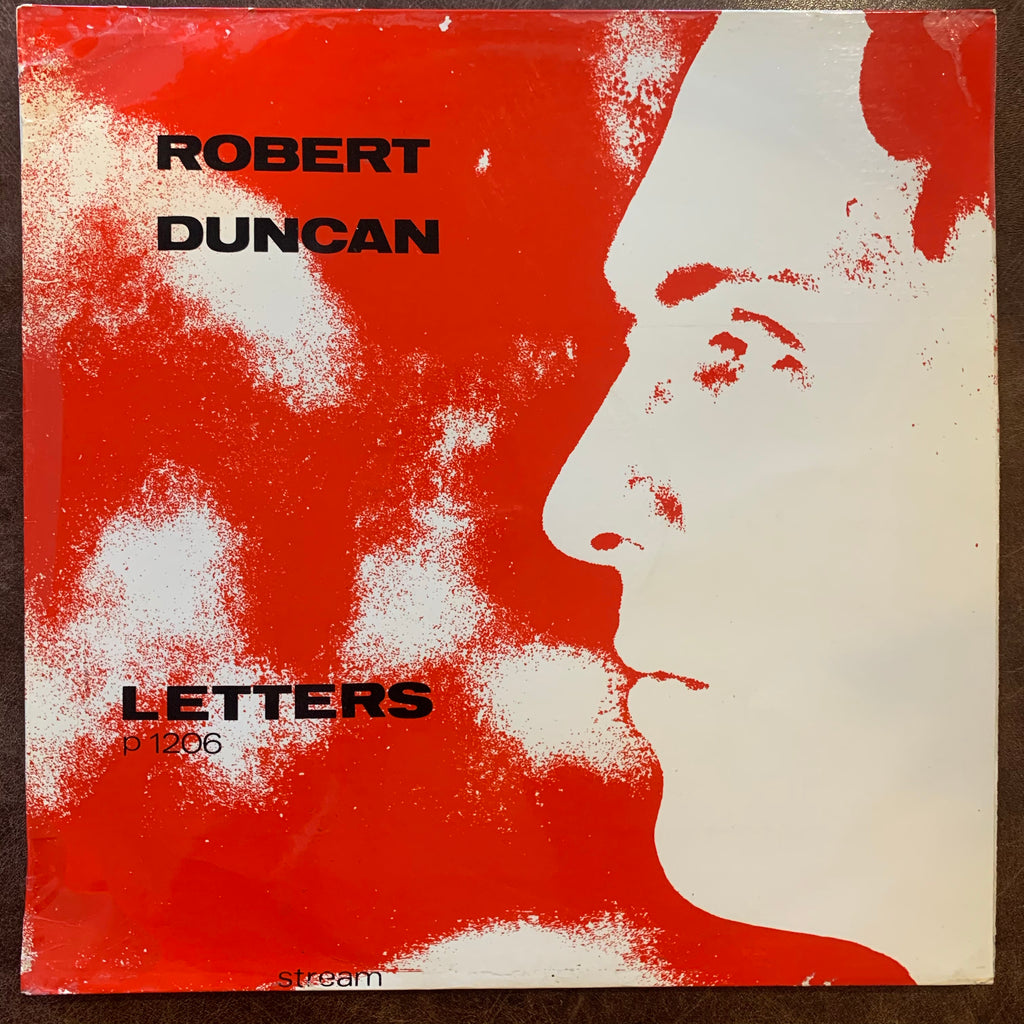 ROBERT
DUNCAN
LETTERS
p 1206
stream